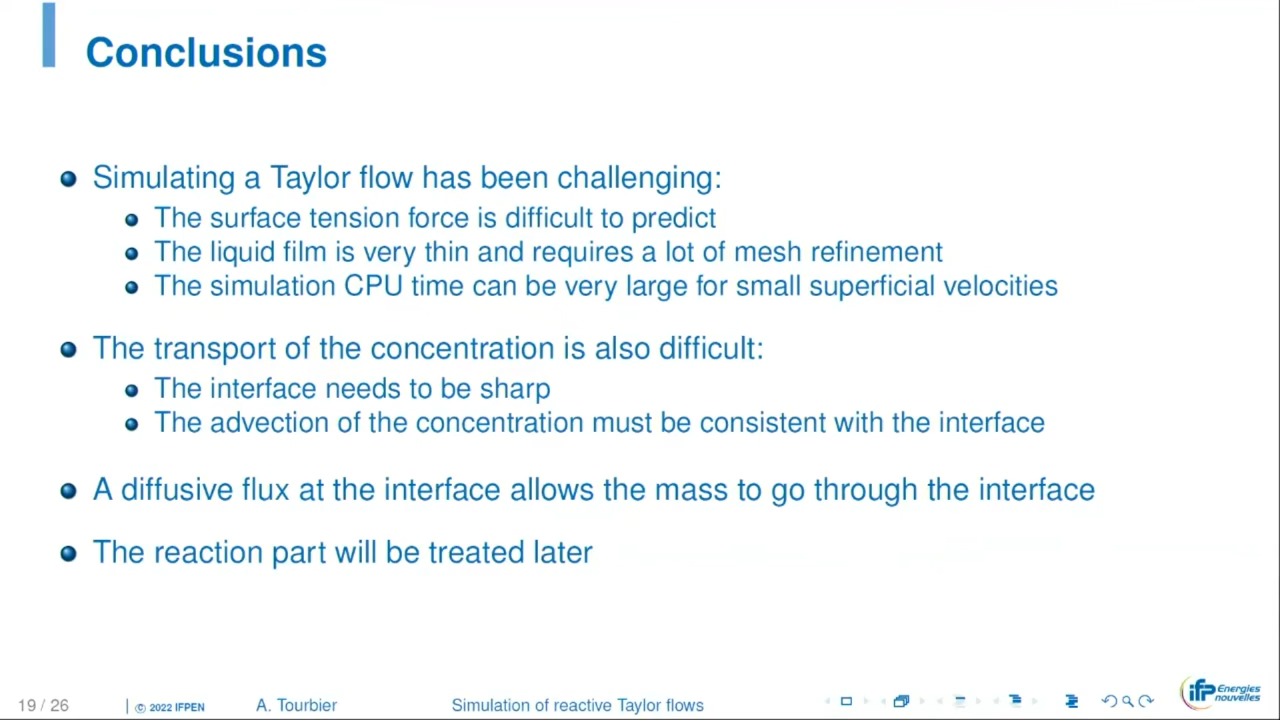 Conclusions
Simulating a Taylor flow has been challenging:
The surface tension force is difficult to predict
The liquid film is very thin and requires a lot of mesh refinement
The simulation CPU time can be very large for small superficial velocities
The transport of the concentration is also difficult:
The interface needs to be sharp
The advection of the concentration must be consistent with the interface
A diffusive flux at the interface allows the mass to go through the interface
The reaction part will be treated later
19 / 26 | © 2022 IFPEN A. Tourbier Simulation of reactive Taylor flows
ifp Energies
nouvelles